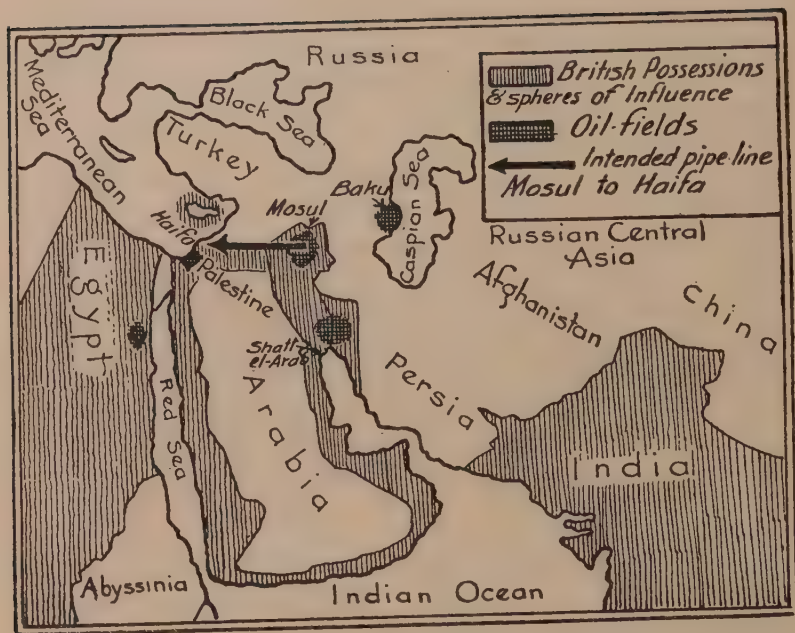 Russia
British Possessions
& spheres of Influence
Oil-fields
Intended pipe-line
Mosul to Haifa
Mediterranean
Sea
Black Sea
Turkey
Caspian Sea
Baku
Mosul
Haifa
Russian Central
Asia
Afghanistan
China
Egypt
Palestine
Shatt-
el-Arab
Persia
Red Sea
Arabia
India
Abyssinia
Indian Ocean